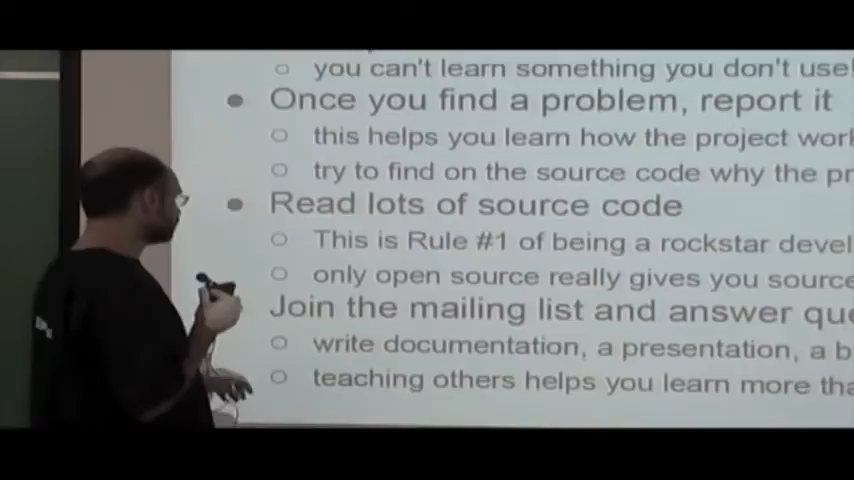 you can't learn something you don't use!
Once you find a problem, report it
this helps you learn how the project work
try to find on the source code why the pr
Read lots of source code
This is Rule #1 of being a rockstar devel
only open source really gives you source
Join the mailing list and answer que
write documentation, a presentation, a b
teaching others helps you learn more tha